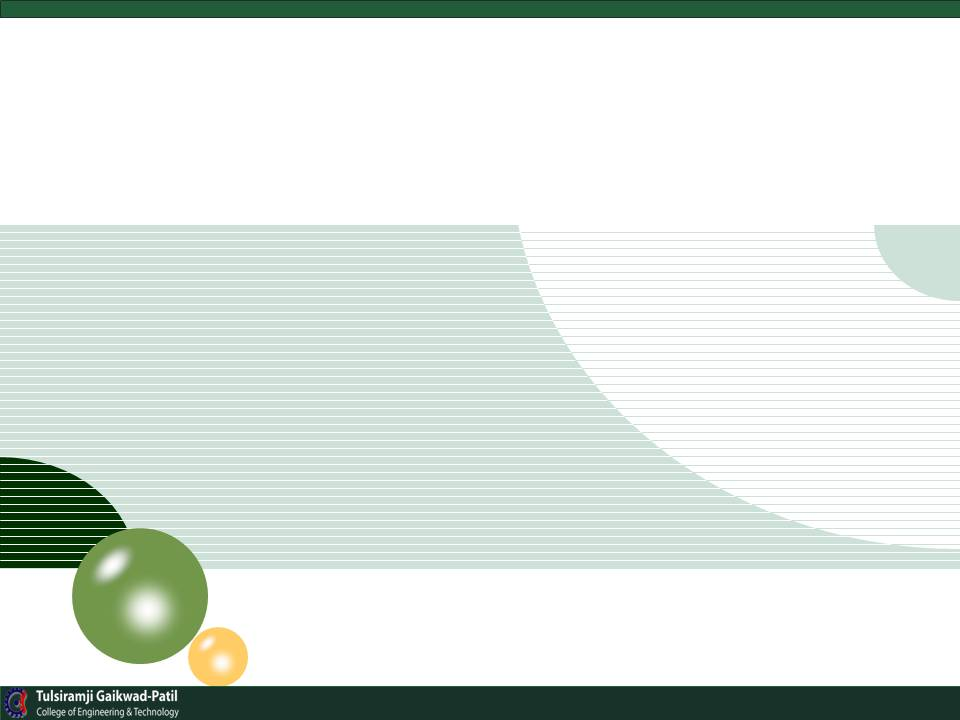 Tulsiramji Gaikwad-Patil
College of Engineering & Technology